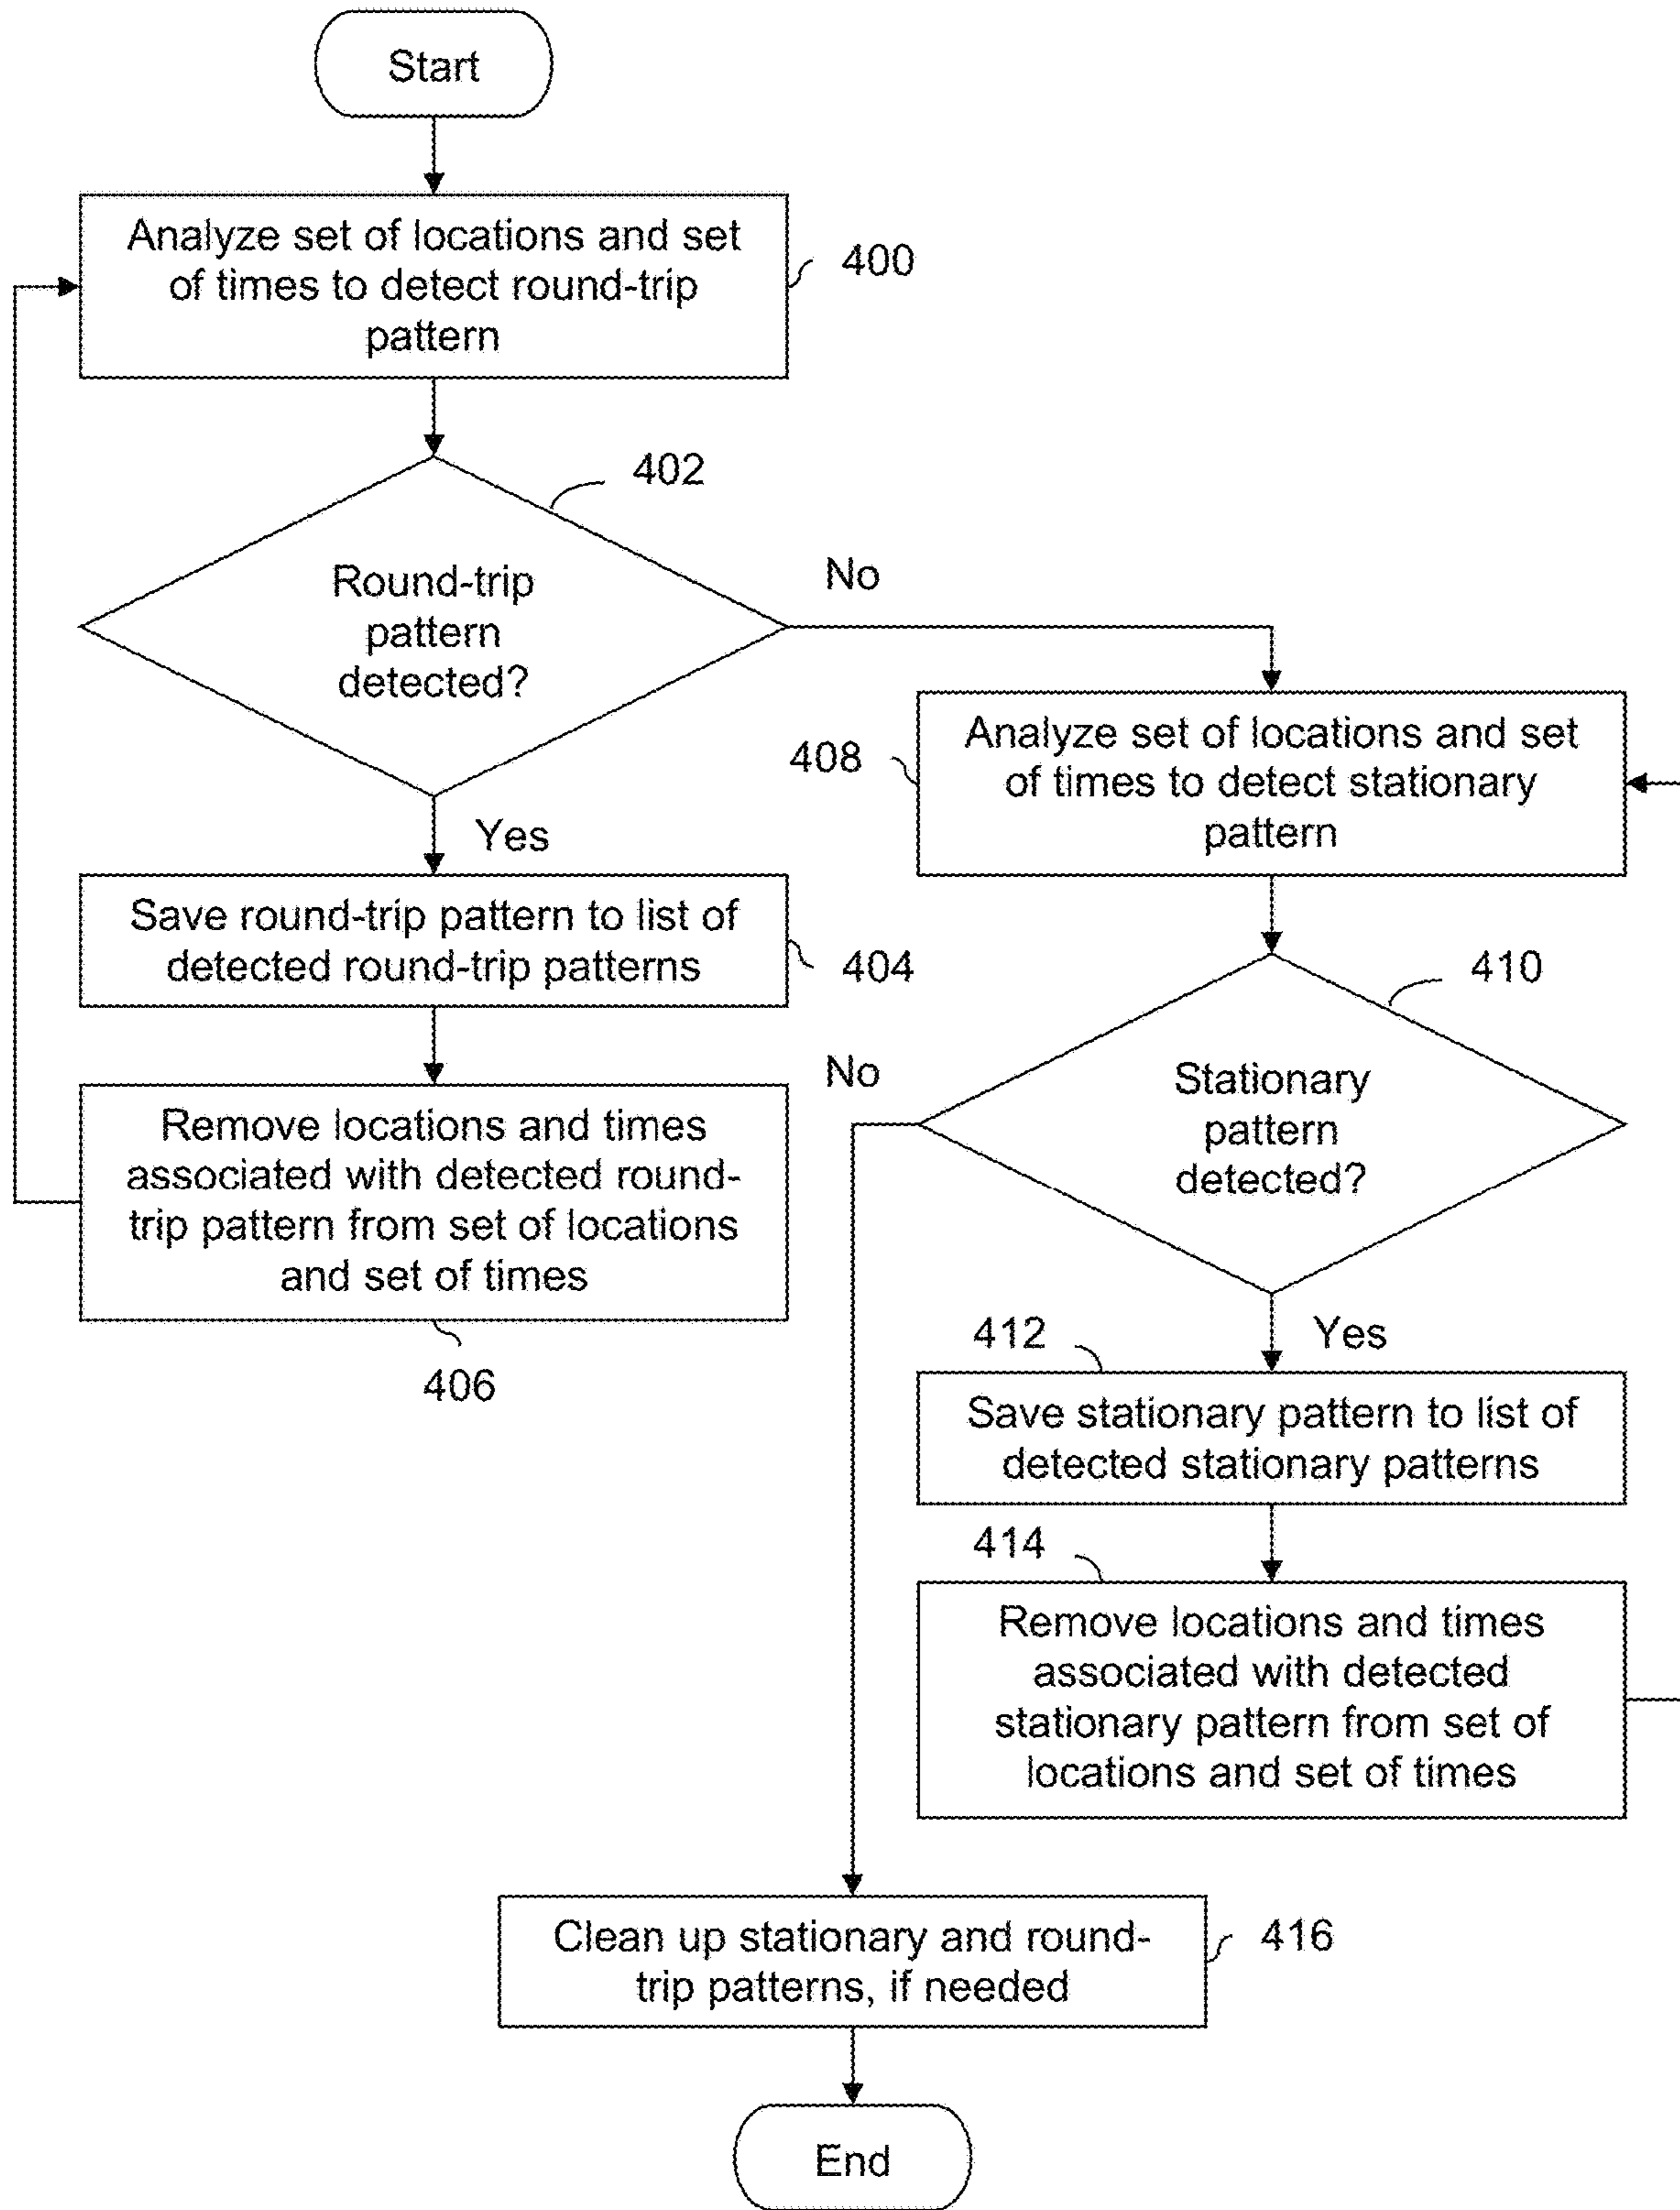 Start
Analyze set of locations and set
of times to detect round-trip
pattern
400
402
Round-trip
pattern
detected?
No
Yes
Save round-trip pattern to list of
detected round-trip patterns
404
Remove locations and times
associated with detected round-
trip pattern from set of locations
and set of times
406
408
Analyze set of locations and set
of times to detect stationary
pattern
410
Stationary
pattern
detected?
No
Yes
412
Save stationary pattern to list of
detected stationary patterns
414
Remove locations and times
associated with detected
stationary pattern from set of
locations and set of times
Clean up stationary and round-
trip patterns, if needed
416
End